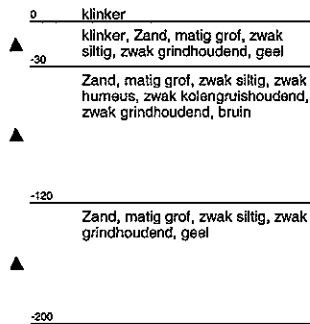 0 klinker
klinker, Zand, matig grof, zwak
siltig, zwak grindhoudend, geel
-30
Zand, matig grof, zwak siltig, zwak
humeus, zwak kolengruishoudend,
zwak grindhoudend, bruin
-120
Zand, matig grof, zwak siltig, zwak
grindhoudend, geel
-200